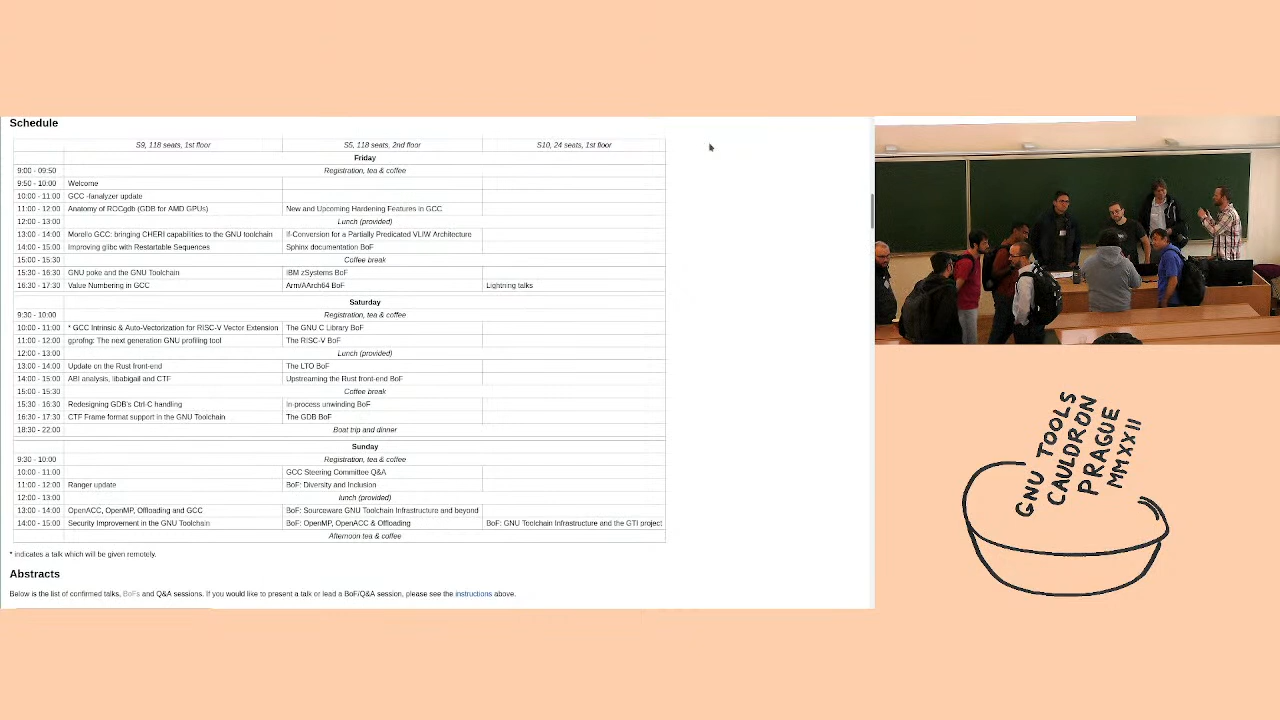 Schedule
S9, 118 seats, 1st floor S5, 118 seats, 2nd floor S10, 24 seats, 1st floor
Friday
9:00 - 09:50 Registration, tea & coffee
9:50 - 10:00 Welcome
10:00 - 11:00 GCC -fanalyzer update
11:00 - 12:00 Anatomy of ROCgdb (GDB for AMD GPUs) New and Upcoming Hardening Features in GCC
12:00 - 13:00 Lunch (provided)
13:00 - 14:00 Morello GCC: bringing CHERI capabilities to the GNU toolchain If-Conversion for a Partially Predicated VLIW Architecture
14:00 - 15:00 Improving glibc with Restartable Sequences Sphinx documentation BoF
15:00 - 15:30 Coffee break
15:30 - 16:30 GNU poke and the GNU Toolchain IBM zSystems BoF
16:30 - 17:30 Value Numbering in GCC Arm/AArch64 BoF Lightning talks
Saturday
9:30 - 10:00 Registration, tea & coffee
10:00 - 11:00 * GCC Intrinsic & Auto-Vectorization for RISC-V Vector Extension The GNU C Library BoF
11:00 - 12:00 gprofng: The next generation GNU profiling tool The RISC-V BoF
12:00 - 13:00 Lunch (provided)
13:00 - 14:00 Update on the Rust front-end The LTO BoF
14:00 - 15:00 ABI analysis, libabigail and CTF Upstreaming the Rust front-end BoF
15:00 - 15:30 Coffee break
15:30 - 16:30 Redesigning GDB's Ctrl-C handling In-process unwinding BoF
16:30 - 17:30 CTF Frame format support in the GNU Toolchain The GDB BoF
18:30 - 22:00 Boat trip and dinner
Sunday
9:30 - 10:00 Registration, tea & coffee
10:00 - 11:00 GCC Steering Committee Q&A
11:00 - 12:00 Ranger update BoF: Diversity and Inclusion
12:00 - 13:00 lunch (provided)
13:00 - 14:00 OpenACC, OpenMP, Offloading and GCC BoF: Sourceware GNU Toolchain Infrastructure and beyond
14:00 - 15:00 Security Improvement in the GNU Toolchain BoF: OpenMP, OpenACC & Offloading BoF: GNU Toolchain Infrastructure and the GTI project
Afternoon tea & coffee
* indicates a talk which will be given remotely.
Abstracts
Below is the list of confirmed talks, BoFs and Q&A sessions. If you would like to present a talk or lead a BoF/Q&A session, please see the instructions above.
GNU TOOLS
CAULDRON
PRAGUE
MMXXII